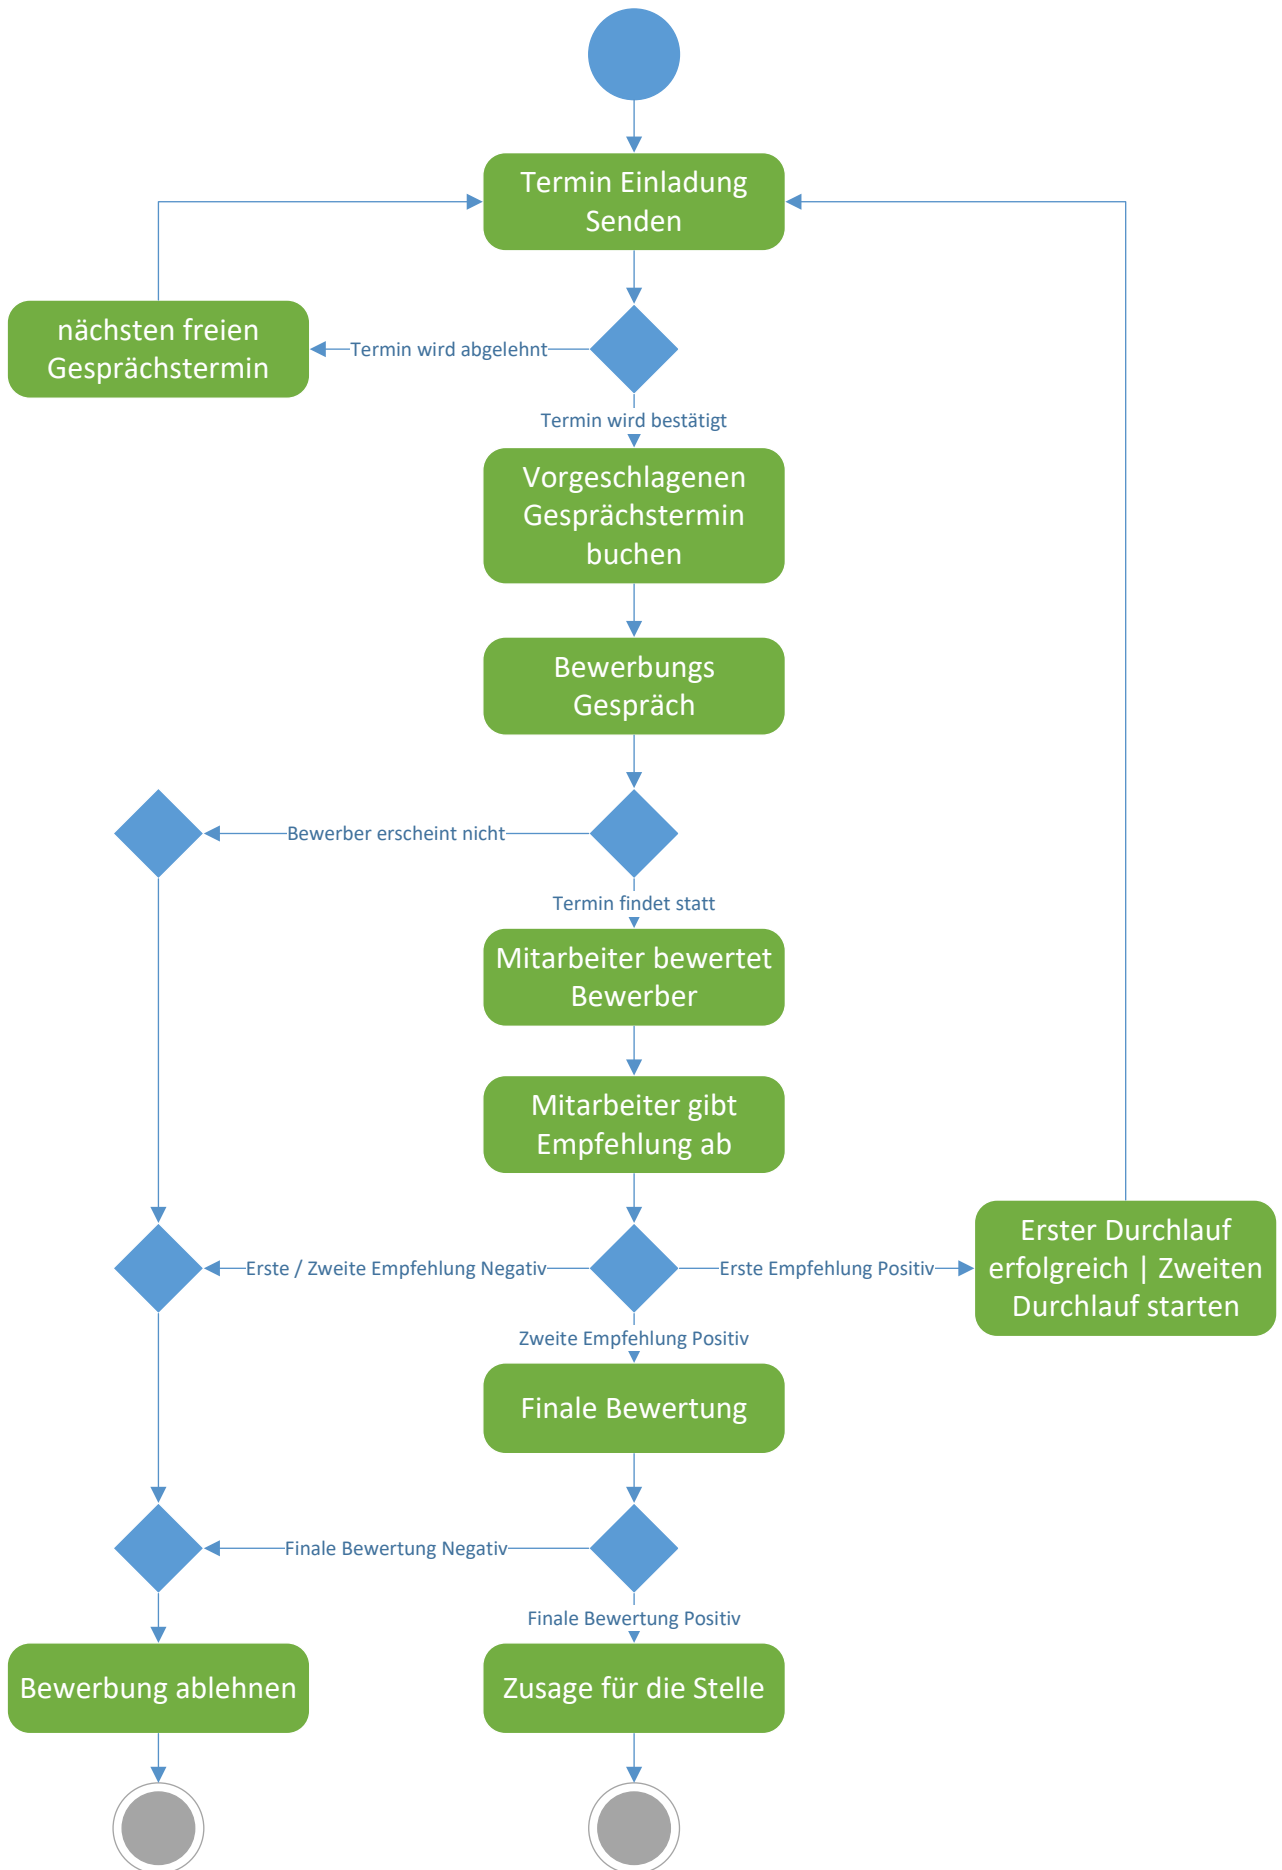 Termin Einladung
Senden
nächsten freien
Gesprächstermin
Termin wird abgelehnt
Termin wird bestätigt
Vorgeschlagenen
Gesprächstermin
buchen
Bewerbungs
Gespräch
Bewerber erscheint nicht
Termin findet statt
Mitarbeiter bewertet
Bewerber
Mitarbeiter gibt
Empfehlung ab
Erste / Zweite Empfehlung Negativ
Erste Empfehlung Positiv
Erster Durchlauf
erfolgreich | Zweiten
Durchlauf starten
Zweite Empfehlung Positiv
Finale Bewertung
Finale Bewertung Negativ
Finale Bewertung Positiv
Bewerbung ablehnen
Zusage für die Stelle